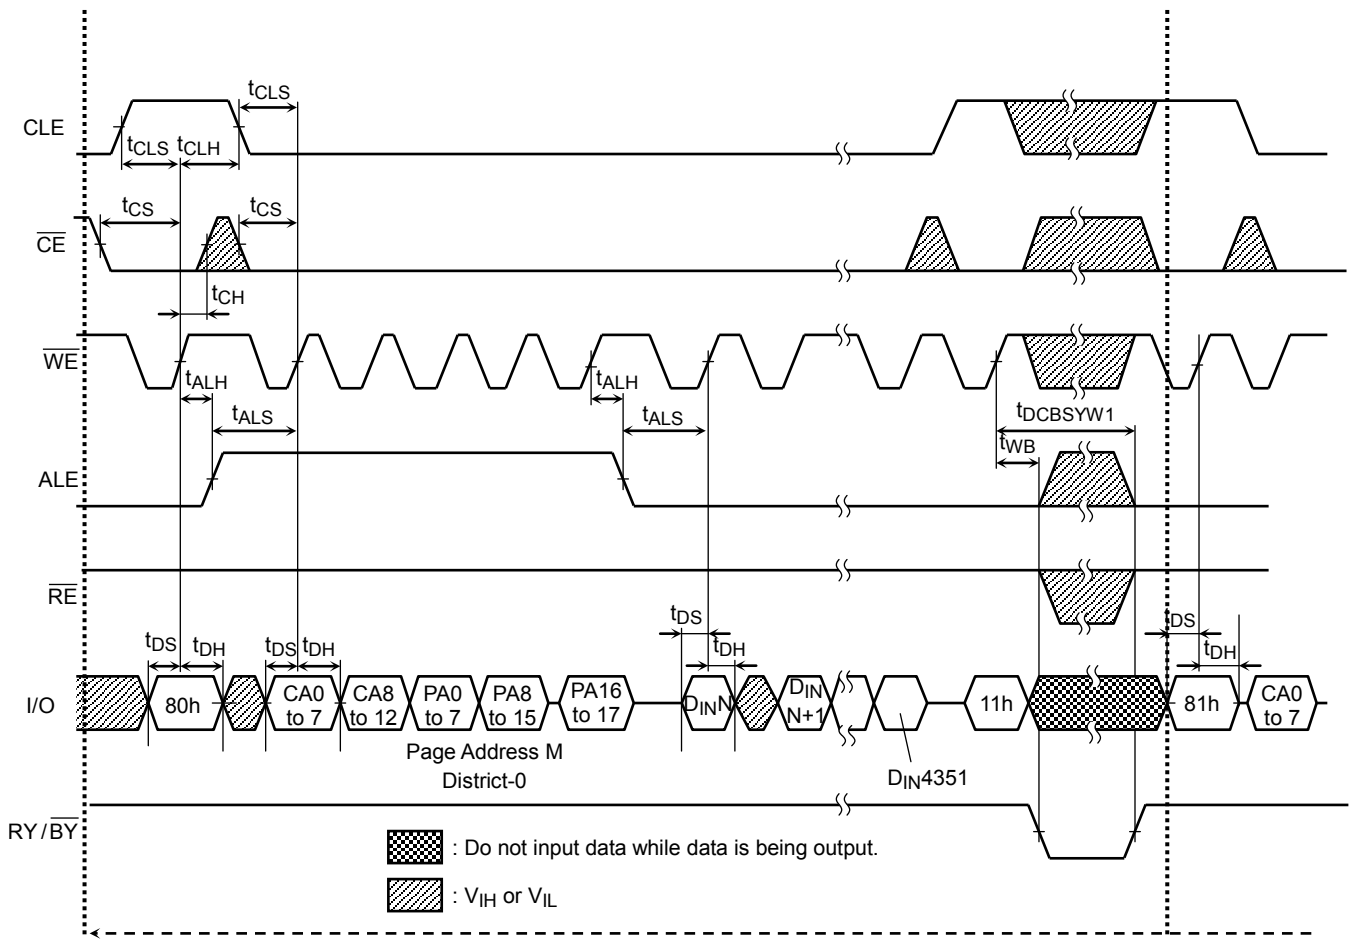 tCLS
CLE
tCLS tCLH
tCS tCS
CE
tCH
WE
tALH tALH
tALS tALS tDCBSYW1
tWB
ALE
RE
tDS tDS
tDS tDH tDS tDH tDH tDH
I/O 80h CA0 to 7 CA8 to 12 PA0 to 7 PA8 to 15 PA16 to 17 DINN DIN N+1 11h 81h CA0 to 7
Page Address M
District-0
DIN4351
RY/BY
: Do not input data while data is being output.
: VIH or VIL